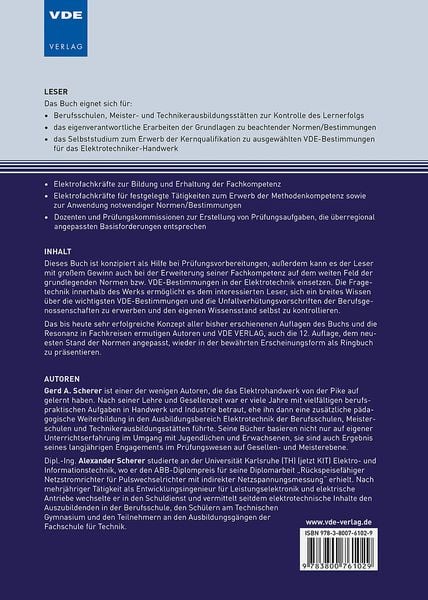 VDE
VERLAG
LESER
Das Buch eignet sich für:
• Berufsschulen, Meister- und Technikerausbildungsstätten zur Kontrolle des Lernerfolgs
• das eigenverantwortliche Erarbeiten der Grundlagen zu beachtender Normen/Bestimmungen
• das Selbststudium zum Erwerb der Kernqualifikation zu ausgewählten VDE-Bestimmungen
für das Elektrotechniker-Handwerk
• Elektrofachkräfte zur Bildung und Erhaltung der Fachkompetenz
• Elektrofachkräfte für festgelegte Tätigkeiten zum Erwerb der Methodenkompetenz sowie
zur Anwendung notwendiger Normen/Bestimmungen
• Dozenten und Prüfungskommissionen zur Erstellung von Prüfungsaufgaben, die überregional
angepassten Basisforderungen entsprechen
INHALT
Dieses Buch ist konzipiert als Hilfe bei Prüfungsvorbereitungen, außerdem kann es der Leser
mit großem Gewinn auch bei der Erweiterung seiner Fachkompetenz auf dem weiten Feld der
grundlegenden Normen bzw. VDE-Bestimmungen in der Elektrotechnik einsetzen. Die Frage-
technik innerhalb des Werks ermöglicht es dem interessierten Leser, sich ein breites Wissen
über die wichtigsten VDE-Bestimmungen und die Unfallverhütungsvorschriften der Berufsge-
nossenschaften zu erwerben und den eigenen Wissensstand selbst zu kontrollieren.
Das bis heute sehr erfolgreiche Konzept aller bisher erschienenen Auflagen des Buchs und die
Resonanz in Fachkreisen ermutigen Autoren und VDE VERLAG, auch die 12. Auflage, dem neu-
esten Stand der Normen angepasst, wieder in der bewährten Erscheinungsform als Ringbuch
zu präsentieren.
AUTOREN
Gerd A. Scherer ist einer der wenigen Autoren, die das Elektrohandwerk von der Pike auf
gelernt haben. Nach seiner Lehre und Gesellenzeit war er viele Jahre mit vielfältigen berufs-
praktischen Aufgaben in Handwerk und Industrie betraut, ehe ihn dann eine zusätzliche päda-
gogische Weiterbildung in den Ausbildungsbereich Elektrotechnik der Berufsschulen, Meister-
schulen und Technikerausbildungsstätten führte. Seine Bücher basieren nicht nur auf eigener
Unterrichtserfahrung im Umgang mit Jugendlichen und Erwachsenen, sie sind auch Ergebnis
seines langjährigen Engagements im Prüfungswesen auf Gesellen- und Meisterebene.
Dipl.-Ing. Alexander Scherer studierte an der Universität Karlsruhe (TH) (jetzt KIT) Elektro- und
Informationstechnik, wo er den ABB-Diplompreis für seine Diplomarbeit „Rückspeisefähiger
Netzstromrichter für Pulswechselrichter mit indirekter Netzspannungsmessung“ erhielt. Nach
mehrjähriger Tätigkeit als Entwicklungsingenieur für Leistungselektronik und elektrische
Antriebe wechselte er in den Schuldienst und vermittelt seitdem elektrotechnische Inhalte den
Auszubildenden in der Berufsschule, den Schülern am Technischen
Gymnasium und den Teilnehmern an den Ausbildungsgängen der
Fachschule für Technik.
www.vde-verlag.de
ISBN 978-3-8007-6102-9
9 783800 761029